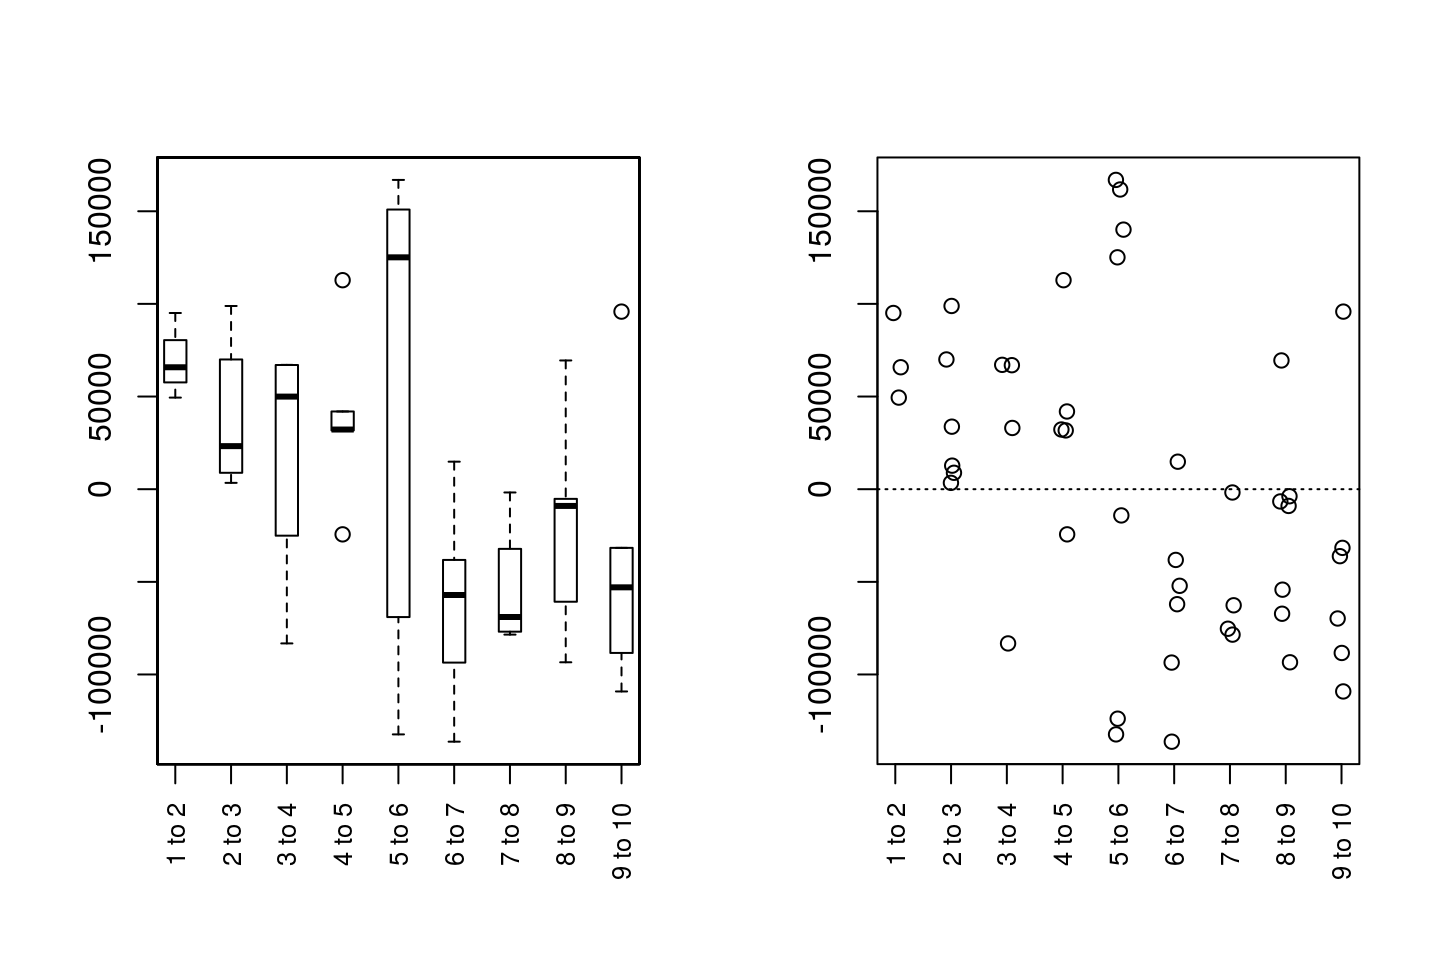 150000
50000
0
-100000
1 to 2
2 to 3
3 to 4
4 to 5
5 to 6
6 to 7
7 to 8
8 to 9
9 to 10
150000
50000
0
-100000
1 to 2
2 to 3
3 to 4
4 to 5
5 to 6
6 to 7
7 to 8
8 to 9
9 to 10